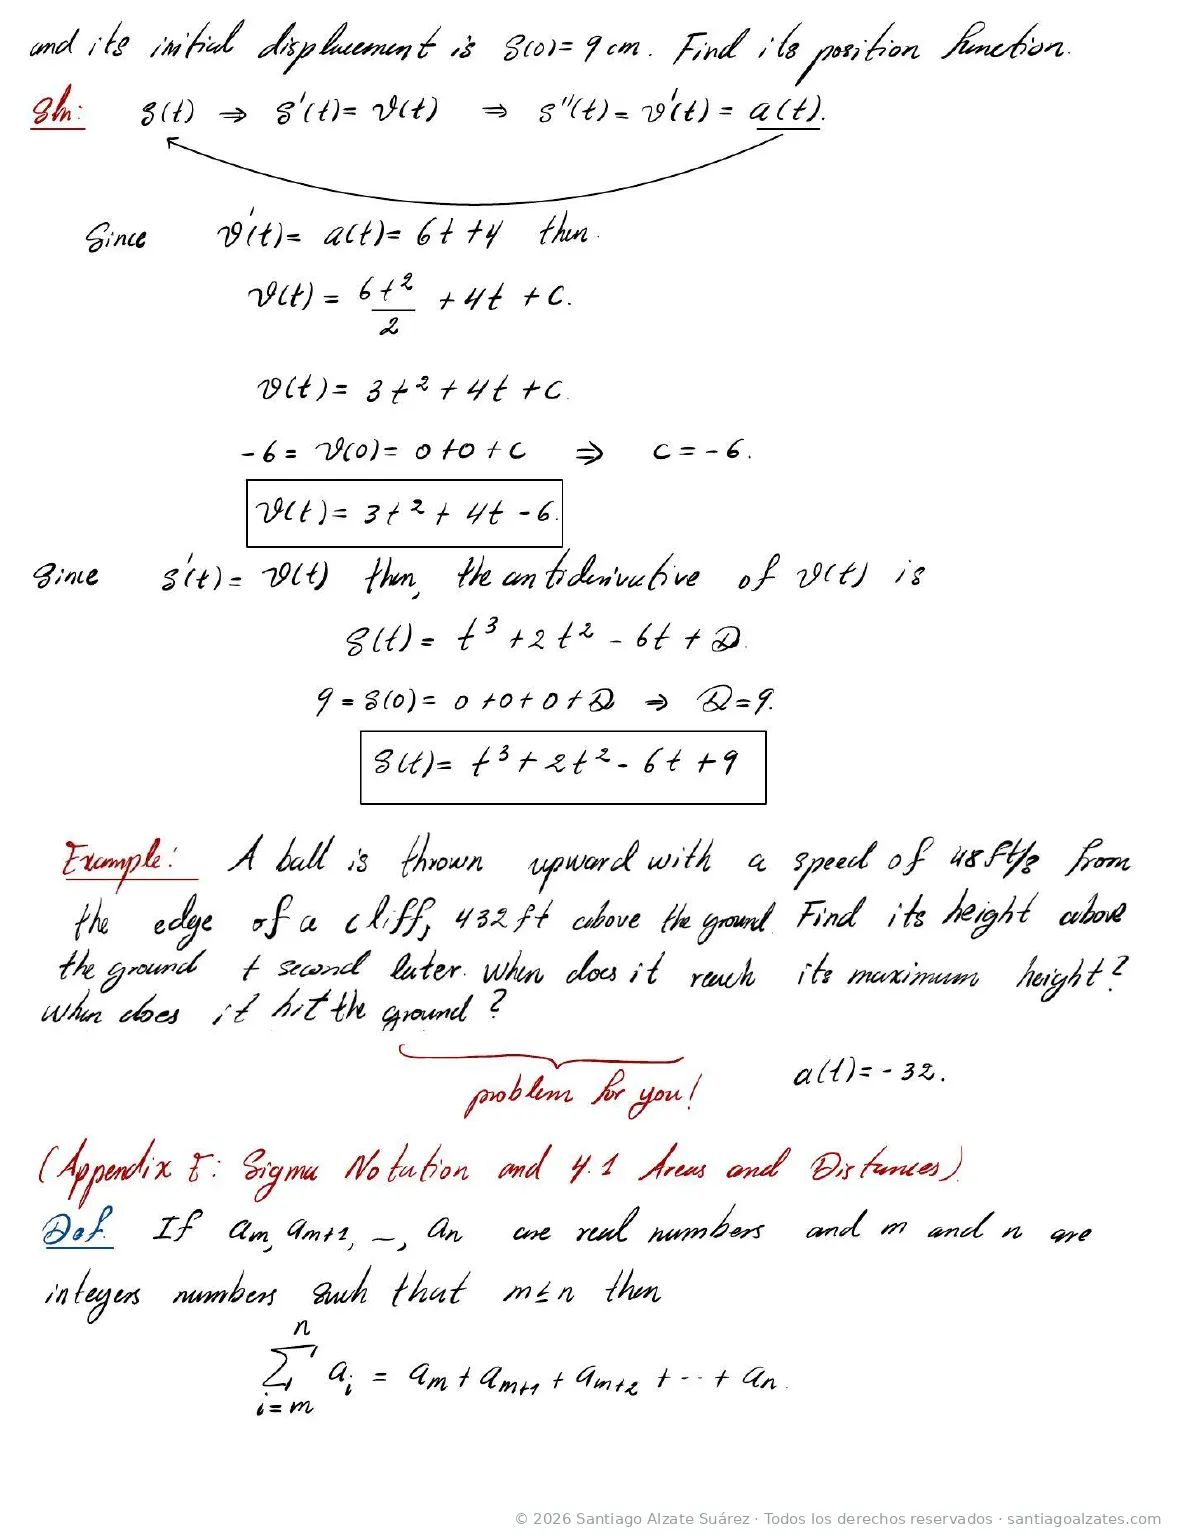 and its initial displacement is s(0)= 9 cm. Find its position function.
Sln: s(t) ⇒ s'(t)= v(t) ⇒ s''(t)= v'(t) = a(t).
Since v'(t)= a(t)= 6t+4 then
v(t) = 6t²/2 + 4t + C.
v(t)= 3t² + 4t + C.
-6 = v(0)= 0+0+C ⇒ C = -6.
v(t)= 3t² + 4t - 6.
Since s'(t)= v(t) then, the antiderivative of v(t) is
s(t)= t³ + 2t² - 6t + D.
9 = s(0)= 0+0+0+D ⇒ D=9.
s(t)= t³ + 2t² - 6t + 9
Example: A ball is thrown upward with a speed of 48 ft/s from
the edge of a cliff, 432 ft above the ground. Find its height above
the ground t second later. When does it reach its maximum height?
When does it hit the ground?
a(t)= -32.
problem for you!
(Appendix E: Sigma Notation and 4.1 Areas and Distances)
Def. If am, am+1, ..., an are real numbers and m and n are
integers numbers such that m≤n then
n
∑ ai = am + am+1 + am+2 + ... + an.
i=m
© 2026 Santiago Alzate Suárez · Todos los derechos reservados · santiagoalzates.com